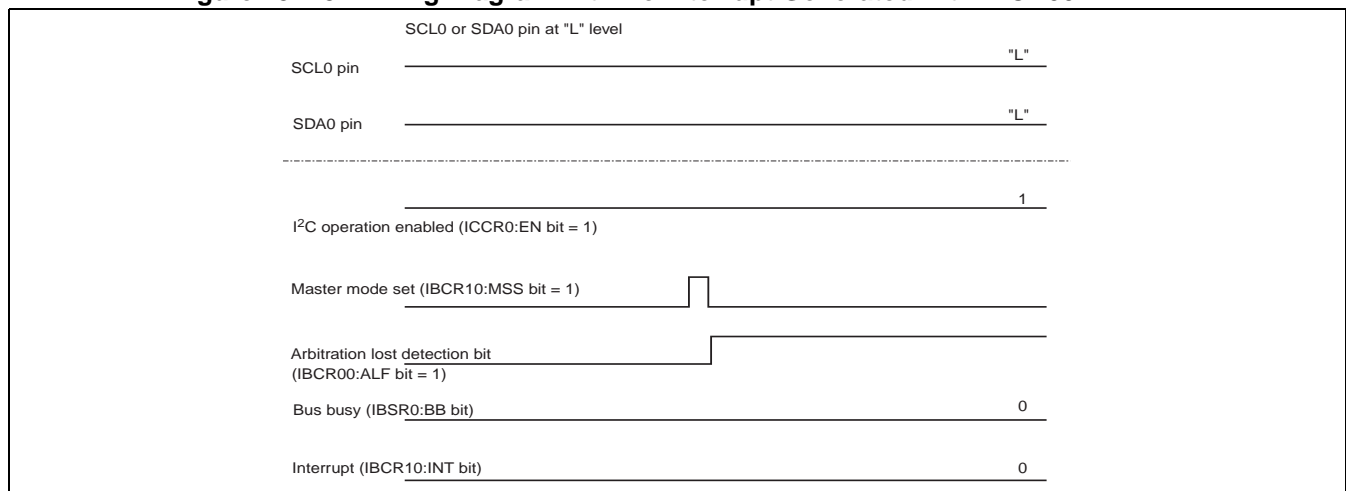 SCL0 or SDA0 pin at "L" level
"L"
SCL0 pin
"L"
SDA0 pin
1
I²C operation enabled (ICCR0:EN bit = 1)
Master mode set (IBCR10:MSS bit = 1)
Arbitration lost detection bit
(IBCR00:ALF bit = 1)
Bus busy (IBSR0:BB bit) 0
Interrupt (IBCR10:INT bit) 0